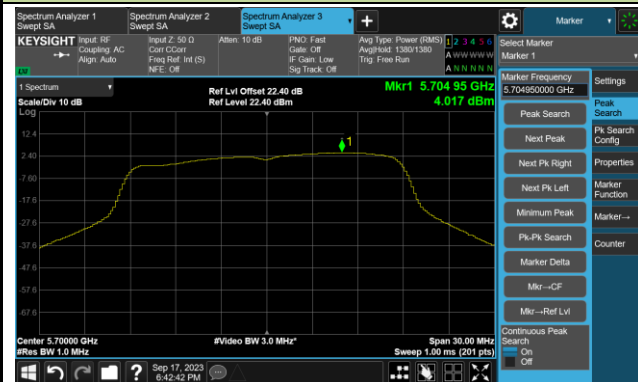 Spectrum Analyzer 1
Swept SA
Spectrum Analyzer 2
Swept SA
Spectrum Analyzer 3
Swept SA
KEYSIGHT
Input: RF
Coupling: AC
Align: Auto
Input Z: 50 Ω
Corr CCorr
Freq Ref: Int (S)
NFE: Off
Atten: 10 dB
PNO: Fast
Gate: Off
IF Gain: Low
Sig Track: Off
Avg Type: Power (RMS)
Avg|Hold: 1380/1380
Trig: Free Run
1 2 3 4 5 6
A W W W W W
A N N N N N
LXI
1 Spectrum
Scale/Div 10 dB
Log
Ref Lvl Offset 22.40 dB
Ref Level 22.40 dBm
Mkr1 5.704 95 GHz
4.017 dBm
1
12.4
2.40
-7.60
-17.6
-27.6
-37.6
-47.6
-57.6
-67.6
Center 5.70000 GHz
#Res BW 1.0 MHz
#Video BW 3.0 MHz*
Span 30.00 MHz
Sweep 1.00 ms (201 pts)
Sep 17, 2023
6:42:42 PM
Marker
Select Marker
Marker 1
Marker Frequency
5.704950000 GHz
Peak Search
Next Peak
Next Pk Right
Next Pk Left
Minimum Peak
Pk-Pk Search
Marker Delta
Mkr→CF
Mkr→Ref Lvl
Continuous Peak
Search
On
Off
Settings
Peak
Search
Pk Search
Config
Properties
Marker
Function
Marker→
Counter